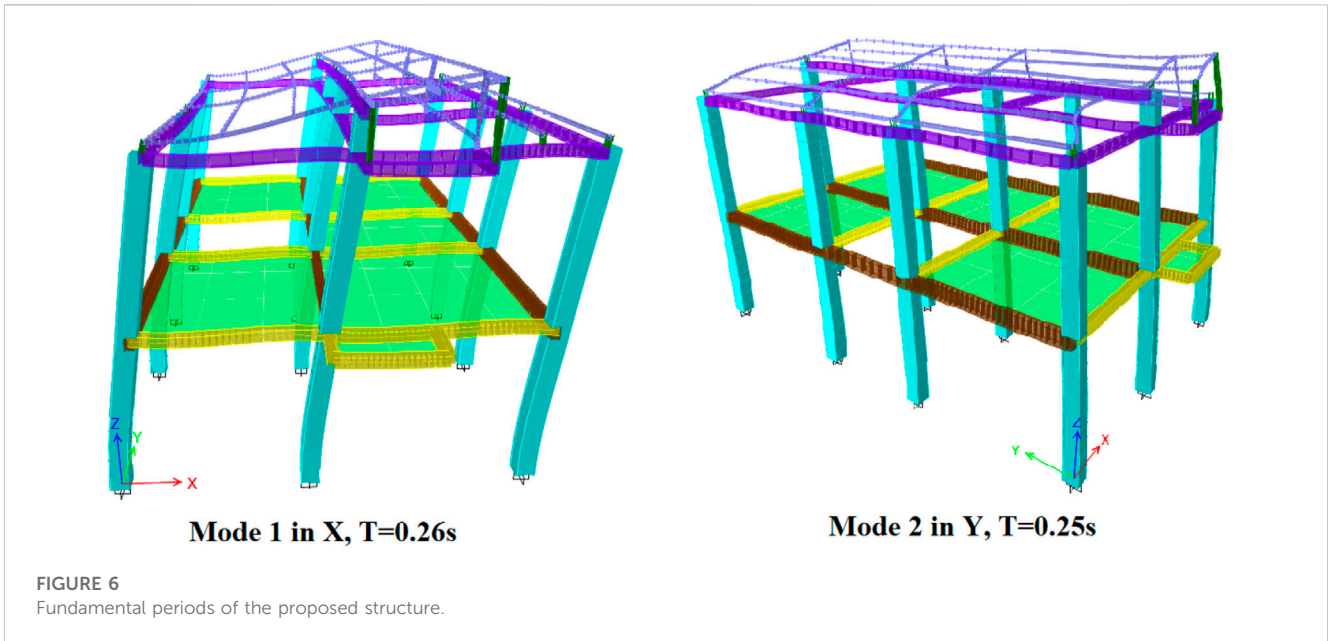 Z
Y
X
Z
X
Y
Mode 1 in X, T=0.26s
Mode 2 in Y, T=0.25s
FIGURE 6
Fundamental periods of the proposed structure.